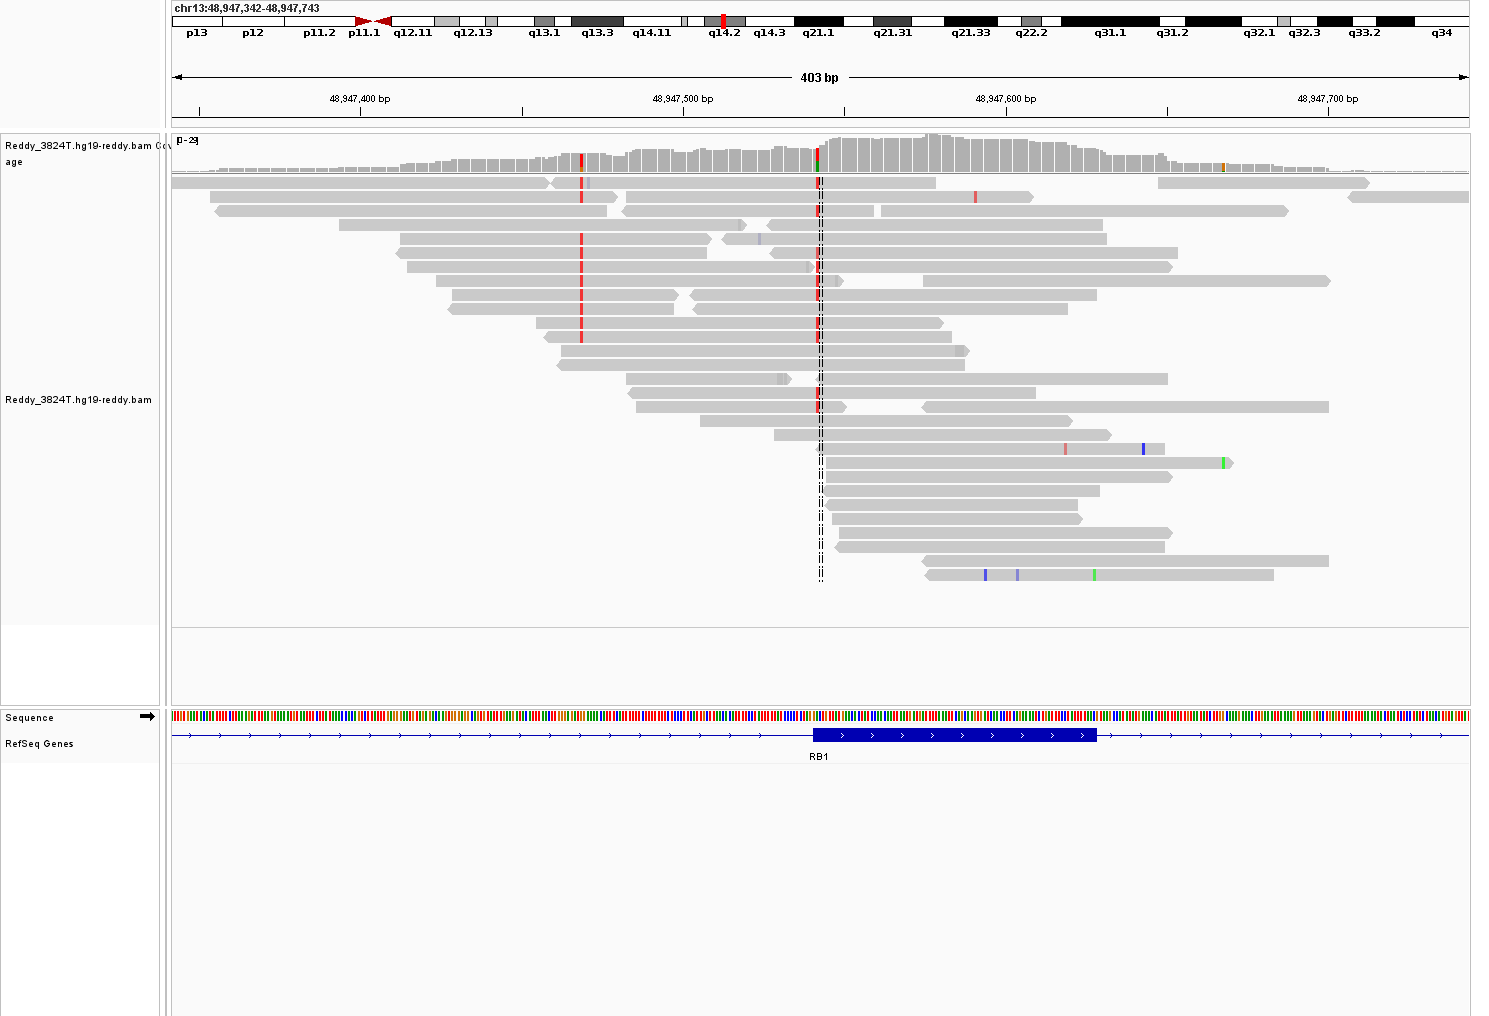 chr13:48,947,342-48,947,743
p13 p12 p11.2 p11.1 q12.11 q12.13 q13.1 q13.3 q14.11 q14.2 q14.3 q21.1 q21.31 q21.33 q22.2 q31.1 q31.2 q32.1 q32.3 q33.2 q34
403 bp
48,947,400 bp 48,947,500 bp 48,947,600 bp 48,947,700 bp
Reddy_3824T.hg19-reddy.bam Cov
age
[0-29]
Reddy_3824T.hg19-reddy.bam
Sequence
RefSeq Genes
RB1